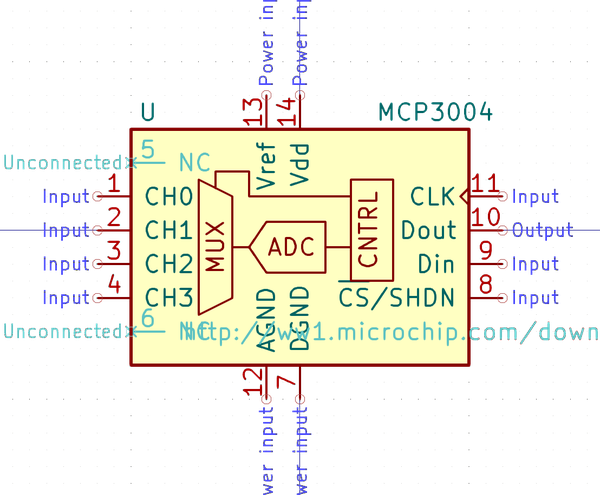 Power in
Power in
13
14
U
MCP3004
Unconnected
5
NC
Vref
Vdd
Input
1
CH0
CLK
11
Input
Input
2
CH1
MUX
ADC
CNTRL
Dout
10
Output
Input
3
CH2
Din
9
Input
Input
4
CH3
CS/SHDN
8
Input
Unconnected
6
NC
http://ww1.microchip.com/down
AGND
DGND
12
7
wer input
wer input